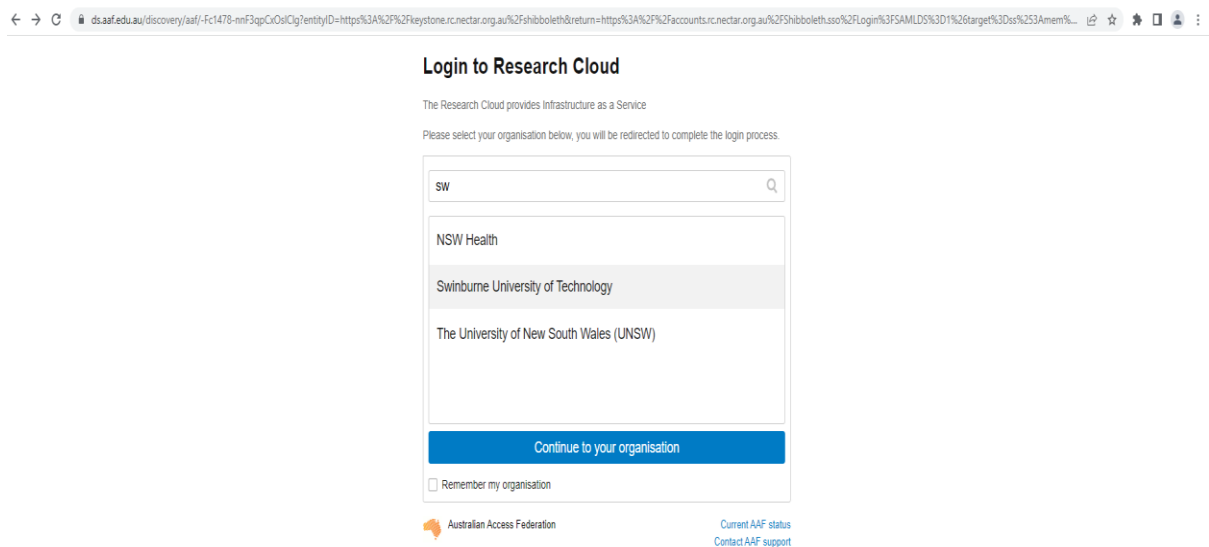 ds.aaf.edu.au/discovery/aaf/-Fc1478-nnF3qpCxOslClg?entityID=https%3A%2F%2Fkeystone.rc.nectar.org.au%2Fshibboleth&return=https%3A%2F%2Faccounts.rc.nectar.org.au%2FShibboleth.sso%2FLogin%3FSAMLDS%3D1%26target%3Dss%253Amem%...
Login to Research Cloud
The Research Cloud provides Infrastructure as a Service
Please select your organisation below, you will be redirected to complete the login process.
sw
NSW Health
Swinburne University of Technology
The University of New South Wales (UNSW)
Continue to your organisation
Remember my organisation
Australian Access Federation
Current AAF status
Contact AAF support